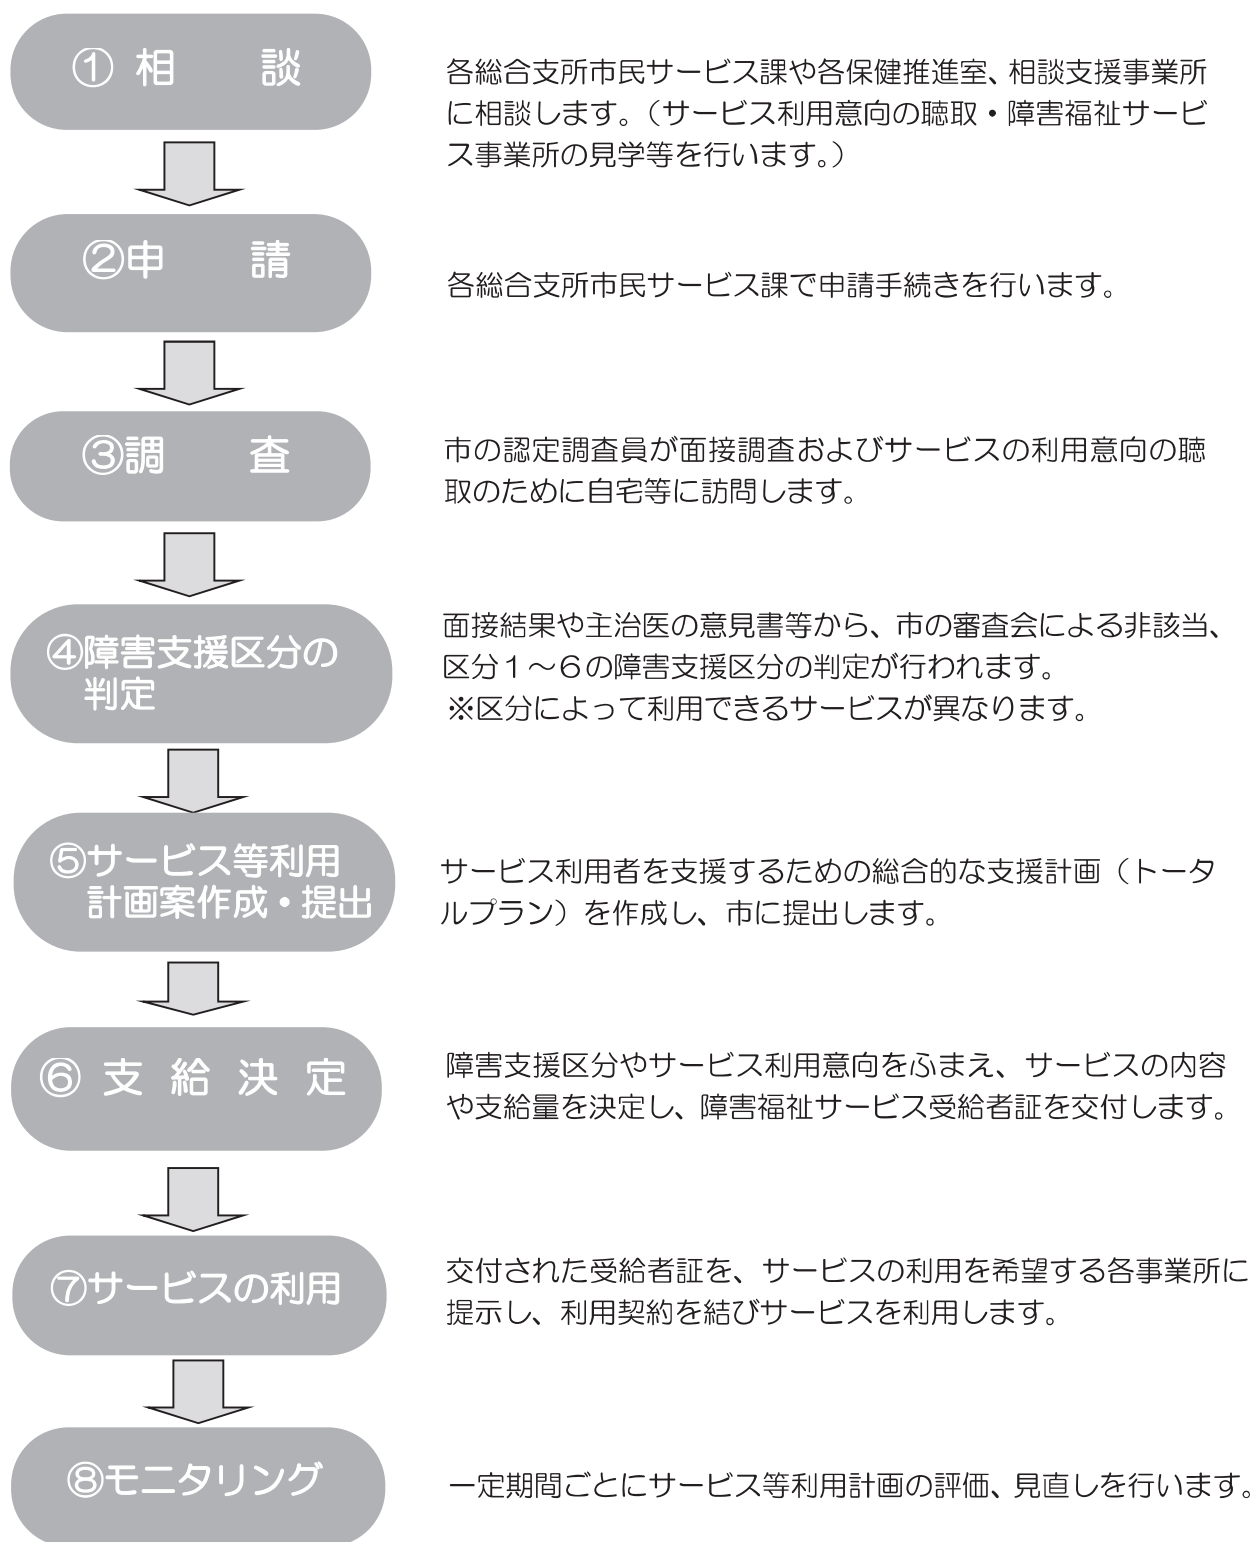 ① 相　　談
各総合支所市民サービス課や各保健推進室、相談支援事業所
に相談します。（サービス利用意向の聴取・障害福祉サービ
ス事業所の見学等を行います。）
②申　　請
各総合支所市民サービス課で申請手続きを行います。
③調　　査
市の認定調査員が面接調査およびサービスの利用意向の聴
取のために自宅等に訪問します。
④障害支援区分の
判定
面接結果や主治医の意見書等から、市の審査会による非該当、
区分１～６の障害支援区分の判定が行われます。
※区分によって利用できるサービスが異なります。
⑤サービス等利用
計画案作成・提出
サービス利用者を支援するための総合的な支援計画（トータ
ルプラン）を作成し、市に提出します。
⑥ 支 給 決 定
障害支援区分やサービス利用意向をふまえ、サービスの内容
や支給量を決定し、障害福祉サービス受給者証を交付します。
⑦サービスの利用
交付された受給者証を、サービスの利用を希望する各事業所に
提示し、利用契約を結びサービスを利用します。
⑧モニタリング
一定期間ごとにサービス等利用計画の評価、見直しを行います。